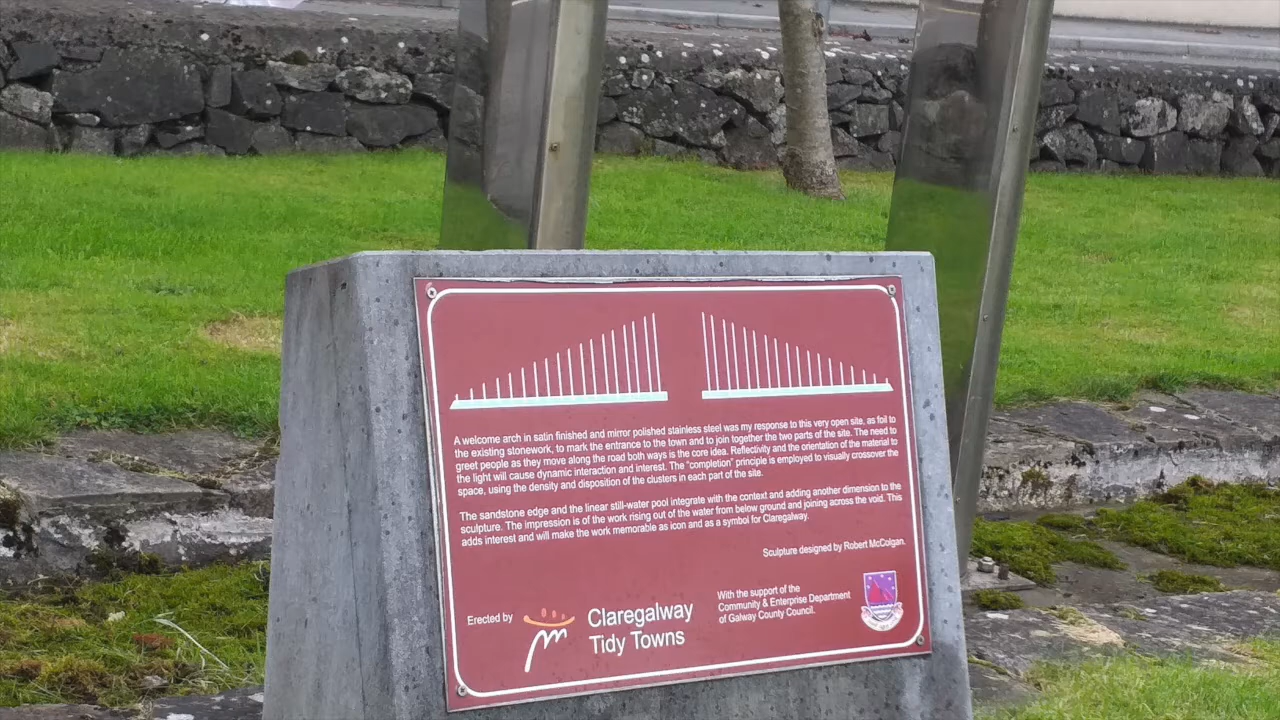 A welcome arch in satin finished and mirror polished stainless steel was my response to this very open site, as foil to
the existing stonework, to mark the entrance to the town and to join together the two parts of the site. The need to
greet people as they move along the road both ways is the core idea. Reflectivity and the orientation of the material to
the light will cause dynamic interaction and interest. The "completion" principle is employed to visually crossover the
space, using the density and disposition of the clusters in each part of the site.
The sandstone edge and the linear still-water pool integrate with the context and adding another dimension to the
sculpture. The impression is of the work rising out of the water from below ground and joining across the void. This
adds interest and will make the work memorable as icon and as a symbol for Claregalway.
Sculpture designed by Robert McColgan.
Erected by
Claregalway
Tidy Towns
With the support of the
Community & Enterprise Department
of Galway County Council.